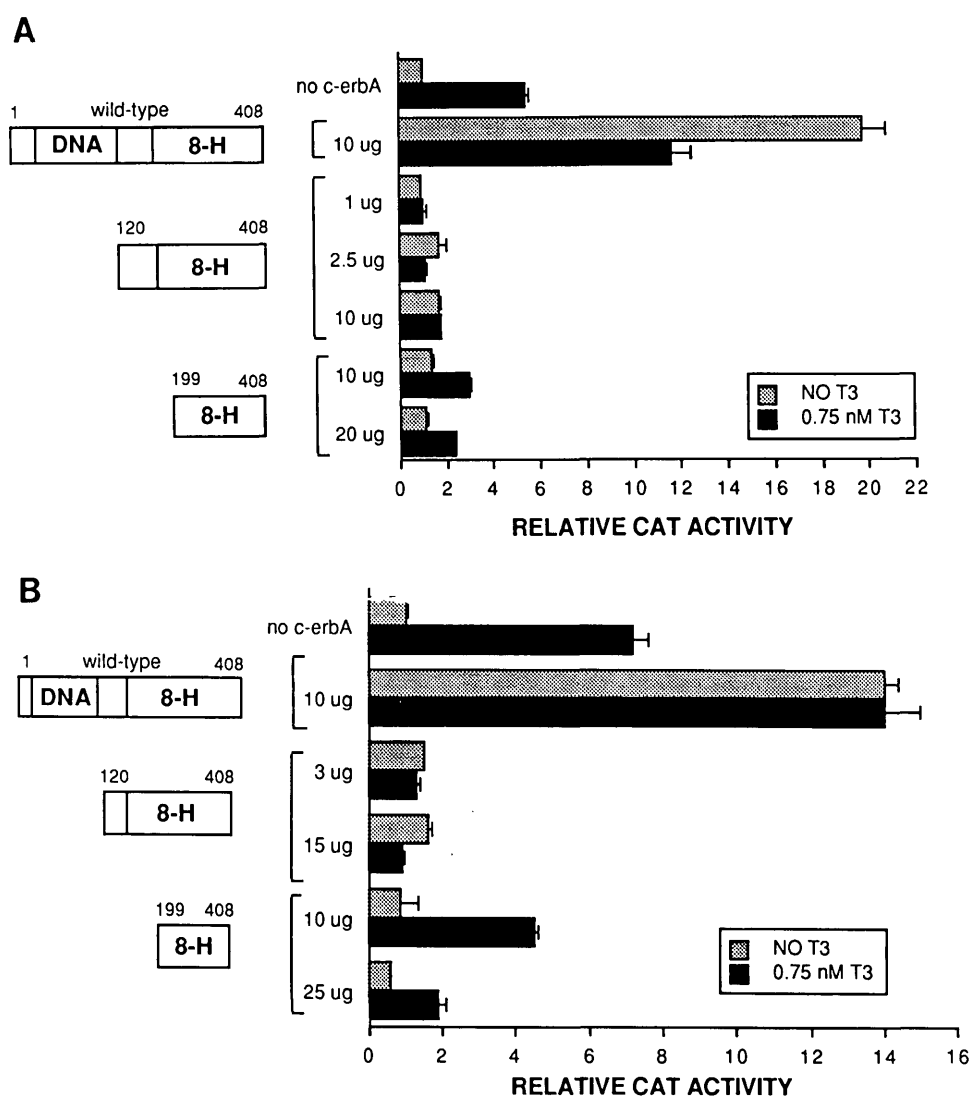 A
no c-erbA
1 wild-type 408
DNA 8-H
10 ug
1 ug
120 408
8-H
2.5 ug
10 ug
199 408
8-H
10 ug
20 ug
NO T3
0.75 nM T3
0 2 4 6 8 10 12 14 16 18 20 22
RELATIVE CAT ACTIVITY
B
no c-erbA
1 wild-type 408
DNA 8-H
10 ug
120 408
8-H
3 ug
15 ug
199 408
8-H
10 ug
25 ug
NO T3
0.75 nM T3
0 2 4 6 8 10 12 14 16
RELATIVE CAT ACTIVITY